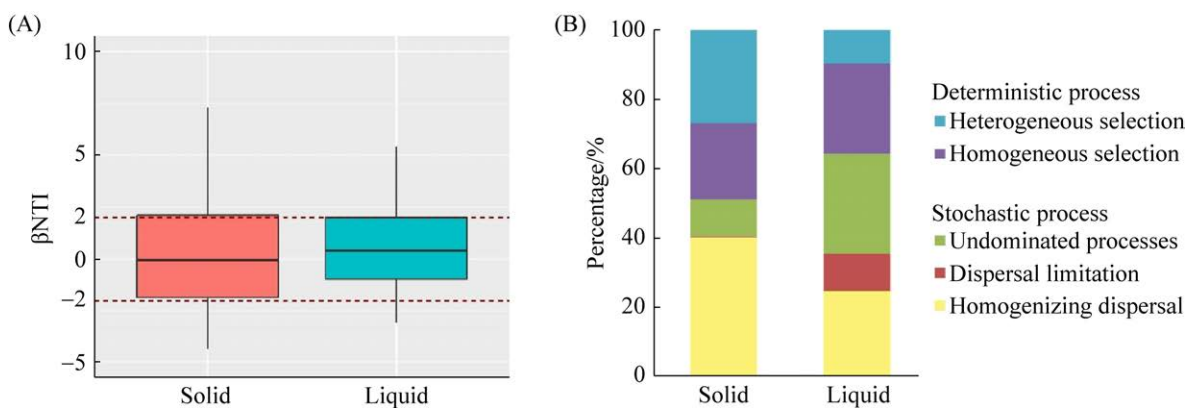 (A)
10
5
2
0
−2
−5
βNTI
Solid
Liquid
(B)
100
80
60
40
20
0
Percentage/%
Solid
Liquid
Deterministic process
Heterogeneous selection
Homogeneous selection
Stochastic process
Undominated processes
Dispersal limitation
Homogenizing dispersal